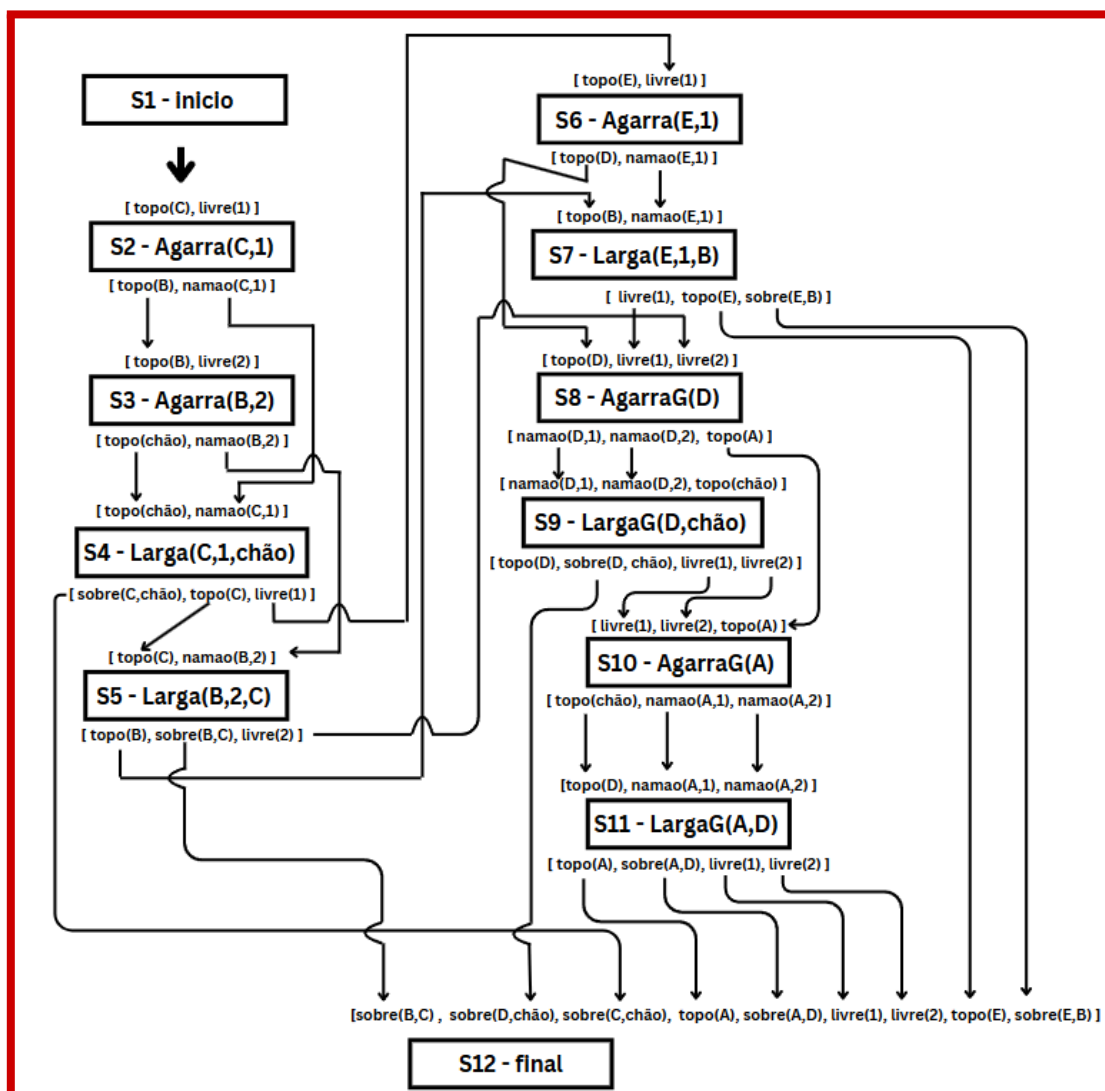 S1 - inicio
[ topo(C), livre(1) ]
S2 - Agarra(C,1)
[ topo(B), namao(C,1) ]
[ topo(B), livre(2) ]
S3 - Agarra(B,2)
[ topo(chão), namao(B,2) ]
[ topo(chão), namao(C,1) ]
S4 - Larga(C,1,chão)
[ sobre(C,chão), topo(C), livre(1) ]
[ topo(C), namao(B,2) ]
S5 - Larga(B,2,C)
[ topo(B), sobre(B,C), livre(2) ]
[ topo(E), livre(1) ]
S6 - Agarra(E,1)
[ topo(D), namao(E,1) ]
[ topo(B), namao(E,1) ]
S7 - Larga(E,1,B)
[ livre(1), topo(E), sobre(E,B) ]
[ topo(D), livre(1), livre(2) ]
S8 - AgarraG(D)
[ namao(D,1), namao(D,2), topo(A) ]
[ namao(D,1), namao(D,2), topo(chão) ]
S9 - LargaG(D,chão)
[ topo(D), sobre(D, chão), livre(1), livre(2) ]
[ livre(1), livre(2), topo(A) ]
S10 - AgarraG(A)
[ topo(chão), namao(A,1), namao(A,2) ]
[topo(D), namao(A,1), namao(A,2) ]
S11 - LargaG(A,D)
[ topo(A), sobre(A,D), livre(1), livre(2) ]
[sobre(B,C) , sobre(D,chão), sobre(C,chão), topo(A), sobre(A,D), livre(1), livre(2), topo(E), sobre(E,B) ]
S12 - final